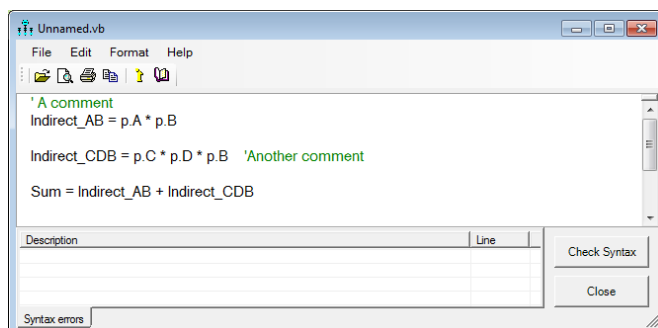 Unnamed.vb
File Edit Format Help
' A comment
Indirect_AB = p.A * p.B
Indirect_CDB = p.C * p.D * p.B 'Another comment
Sum = Indirect_AB + Indirect_CDB
Description Line
Check Syntax
Close
Syntax errors